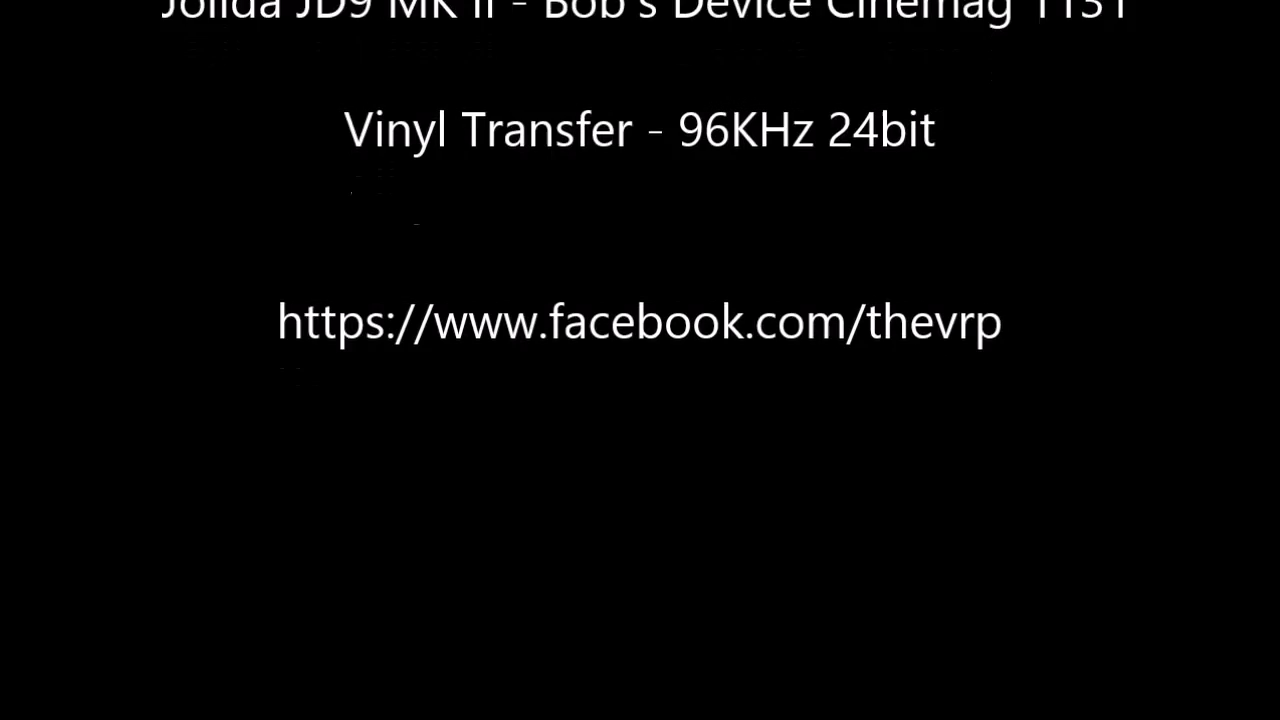 Jolida JD9 MK II - Bob's Device Cinemag 1131
Vinyl Transfer - 96KHz 24bit
https://www.facebook.com/thevrp